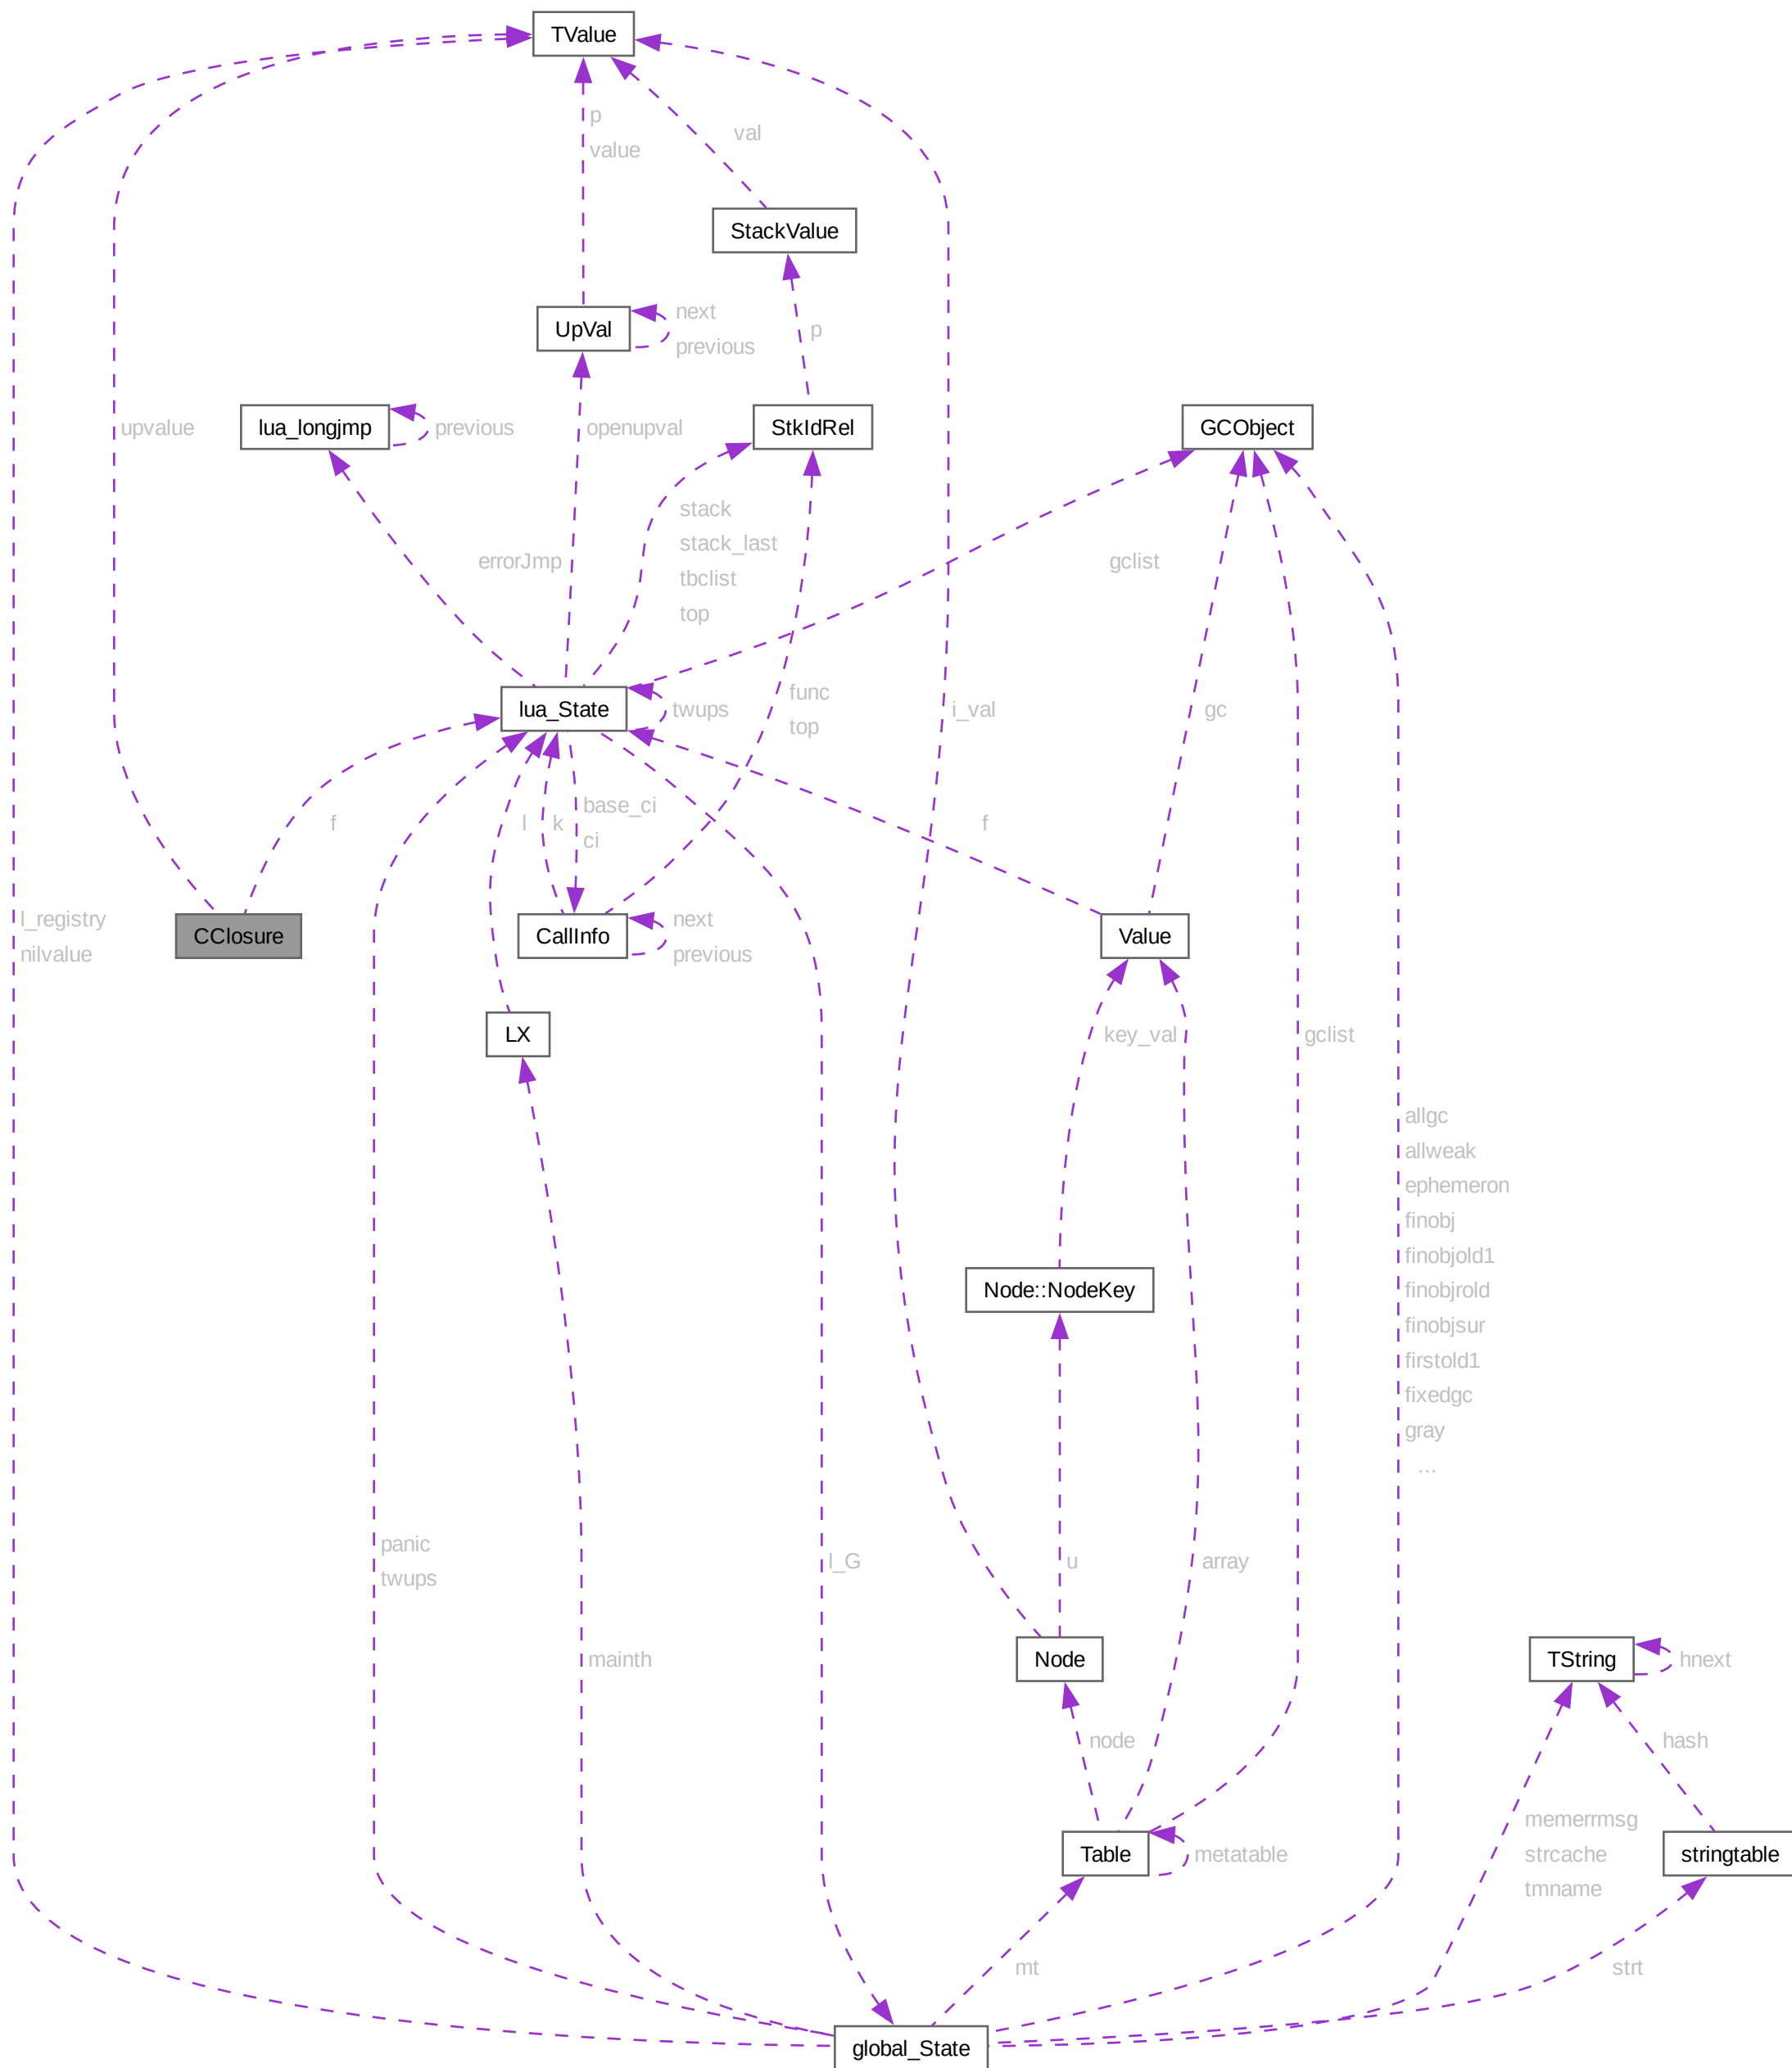 TValue
p
value
val
StackValue
UpVal
next
previous
p
lua_longjmp
previous
upvalue
openupval
StkIdRel
GCObject
stack
stack_last
tbclist
top
errorJmp
gclist
lua_State
twups
func
top
i_val
gc
f
l
k
base_ci
ci
f
l_registry
nilvalue
CClosure
CallInfo
next
previous
Value
LX
key_val
gclist
allgc
allweak
ephemeron
finobj
finobjold1
finobjrold
finobjsur
firstold1
fixedgc
gray
...
Node::NodeKey
panic
twups
l_G
u
array
mainth
Node
TString
hnext
node
hash
memerrmsg
strcache
tmname
Table
metatable
stringtable
mt
strt
global_State